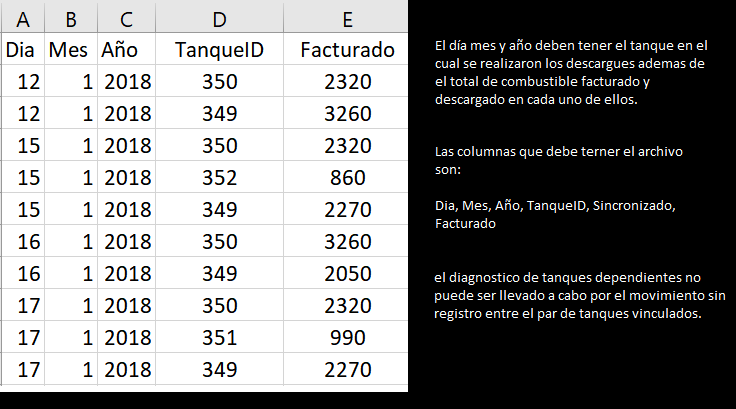 A B C D E
Dia Mes Año TanqueID Facturado
12 1 2018 350 2320
12 1 2018 349 3260
15 1 2018 350 2320
15 1 2018 352 860
15 1 2018 349 2270
16 1 2018 350 3260
16 1 2018 349 2050
17 1 2018 350 2320
17 1 2018 351 990
17 1 2018 349 2270
El día mes y año deben tener el tanque en el
cual se realizaron los descargues ademas de
el total de combustible facturado y
descargado en cada uno de ellos.
Las columnas que debe terner el archivo
son:
Dia, Mes, Año, TanqueID, Sincronizado,
Facturado
el diagnostico de tanques dependientes no
puede ser llevado a cabo por el movimiento sin
registro entre el par de tanques vinculados.